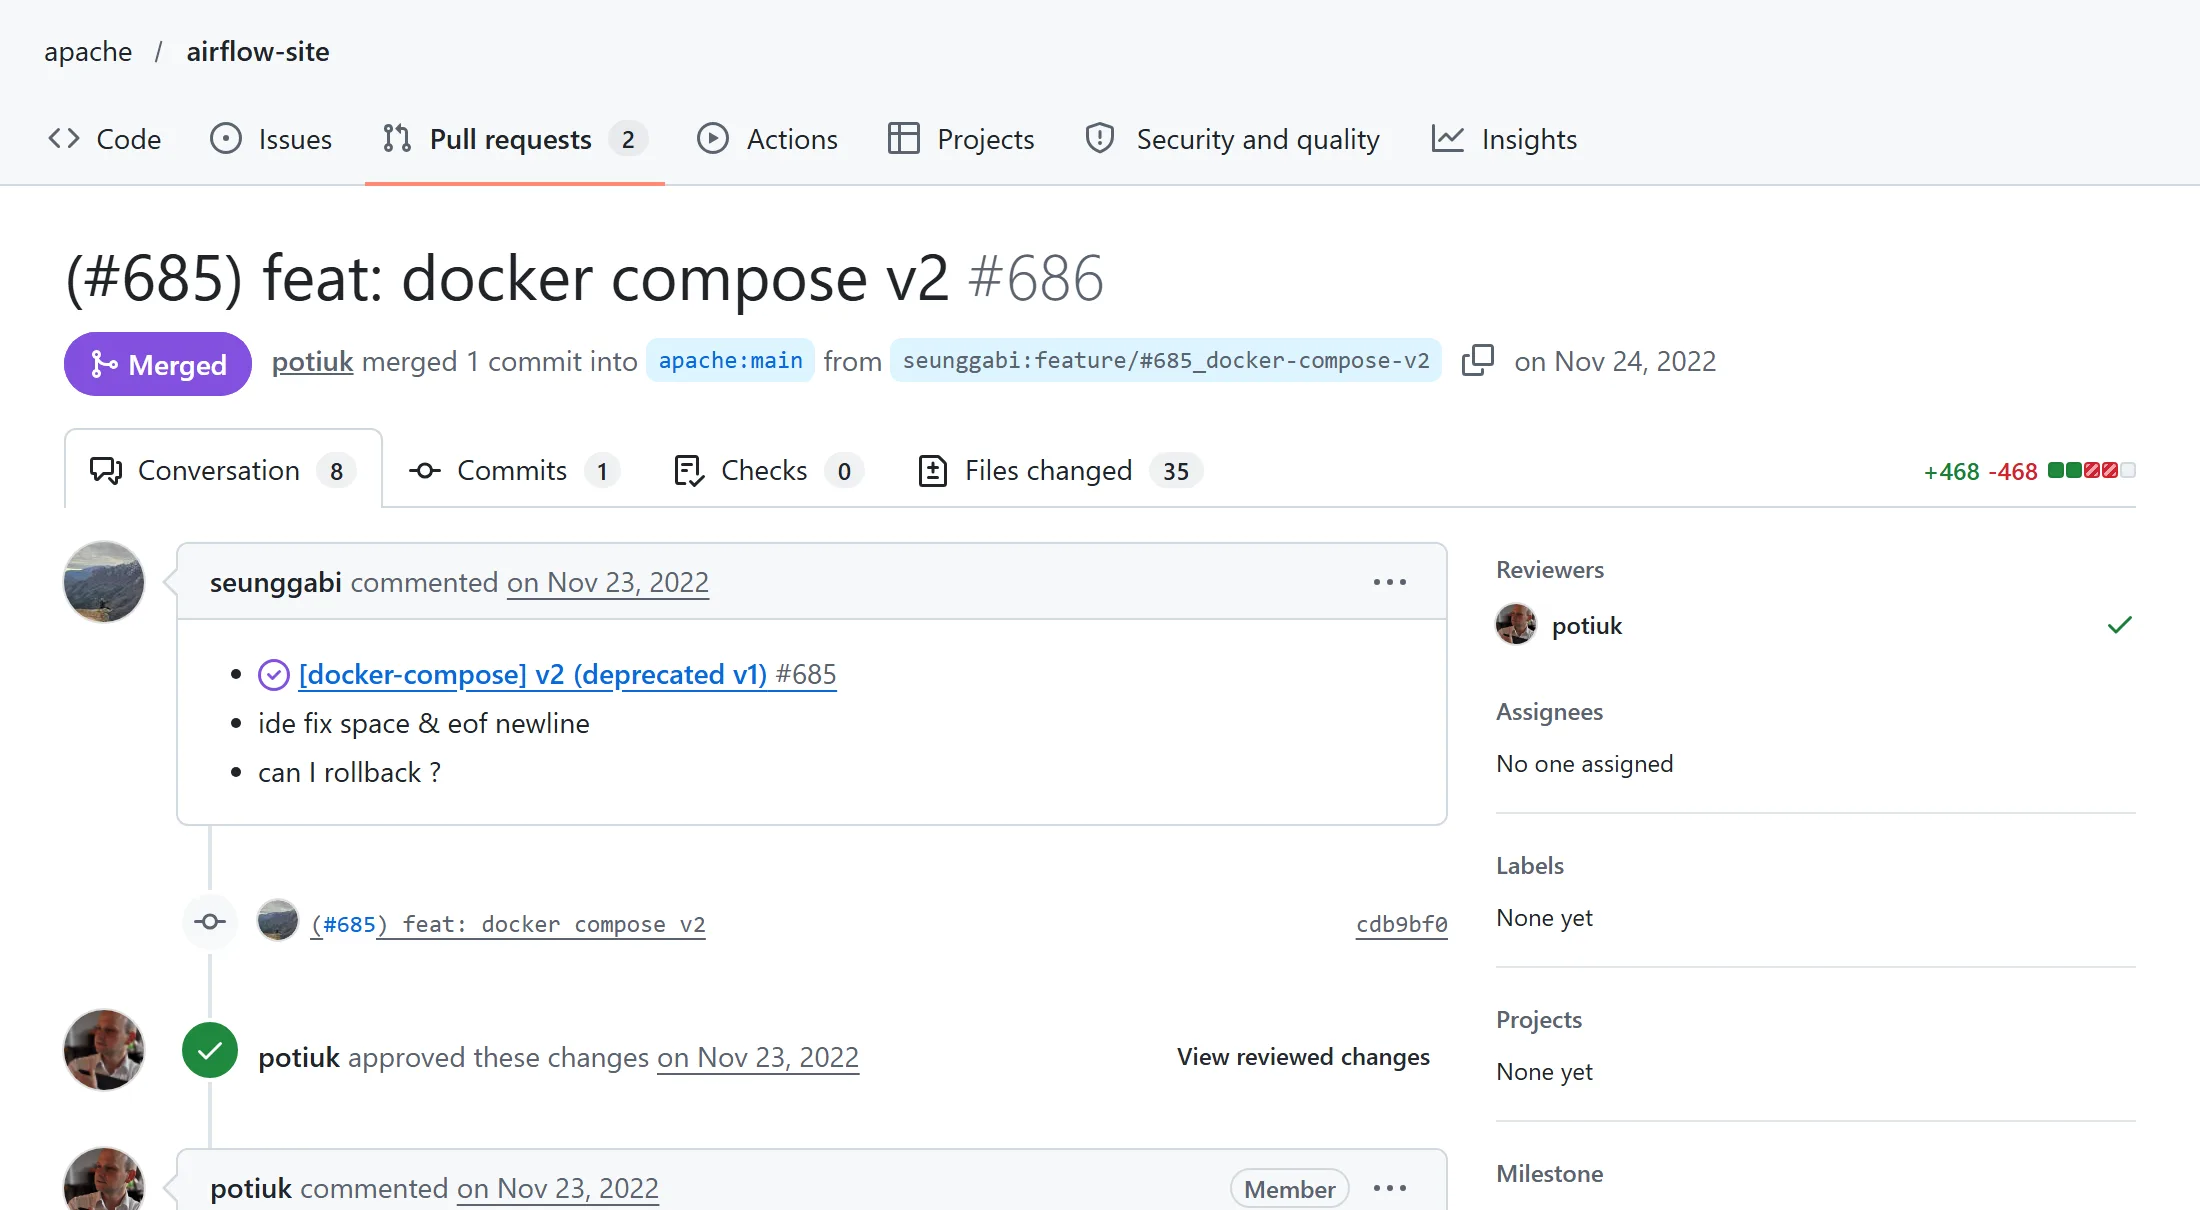 apache / airflow-site
Code Issues Pull requests 2 Actions Projects Security and quality Insights
(#685) feat: docker compose v2 #686
Merged potiuk merged 1 commit into apache:main from seunggabi:feature/#685_docker-compose-v2 on Nov 24, 2022
Conversation 8 Commits 1 Checks 0 Files changed 35 +468 -468
seunggabi commented on Nov 23, 2022
[docker-compose] v2 (deprecated v1) #685
ide fix space & eof newline
can I rollback ?
(#685) feat: docker compose v2 cdb9bf0
potiuk approved these changes on Nov 23, 2022 View reviewed changes
potiuk commented on Nov 23, 2022 Member
Reviewers
potiuk
Assignees
No one assigned
Labels
None yet
Projects
None yet
Milestone